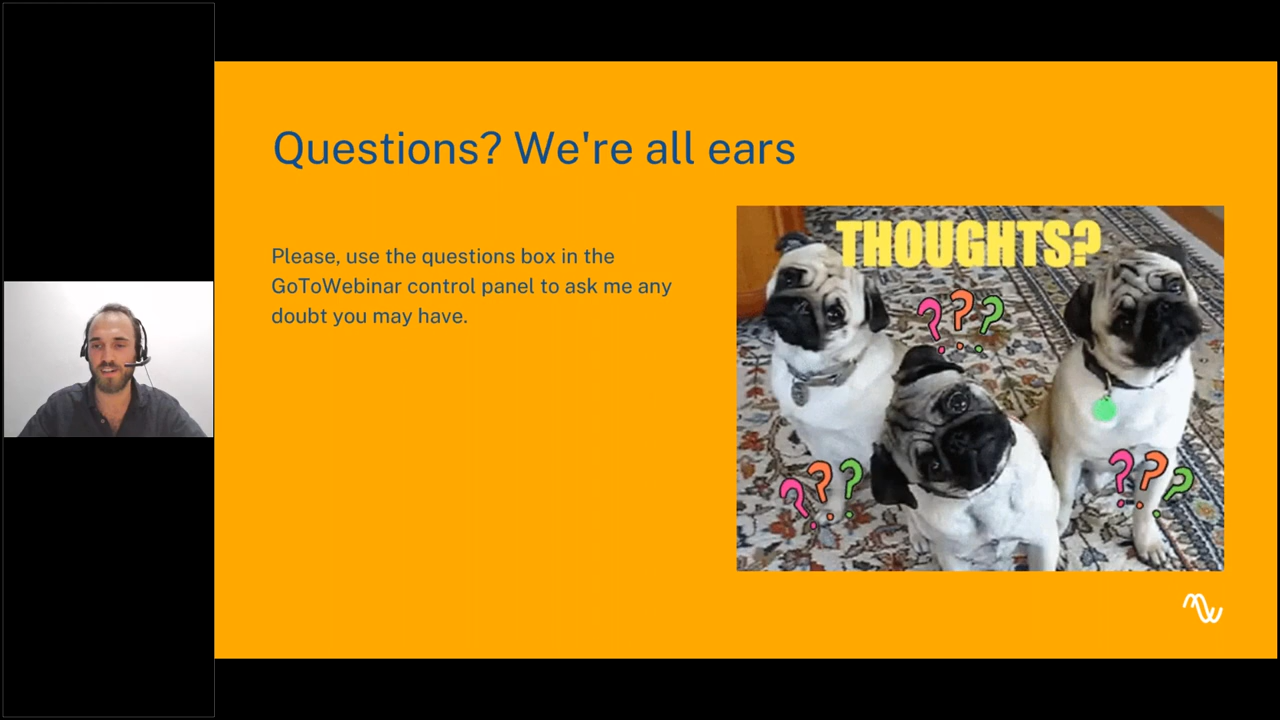 Questions? We're all ears
Please, use the questions box in the
GoToWebinar control panel to ask me any
doubt you may have.
THOUGHTS?
???
???
???